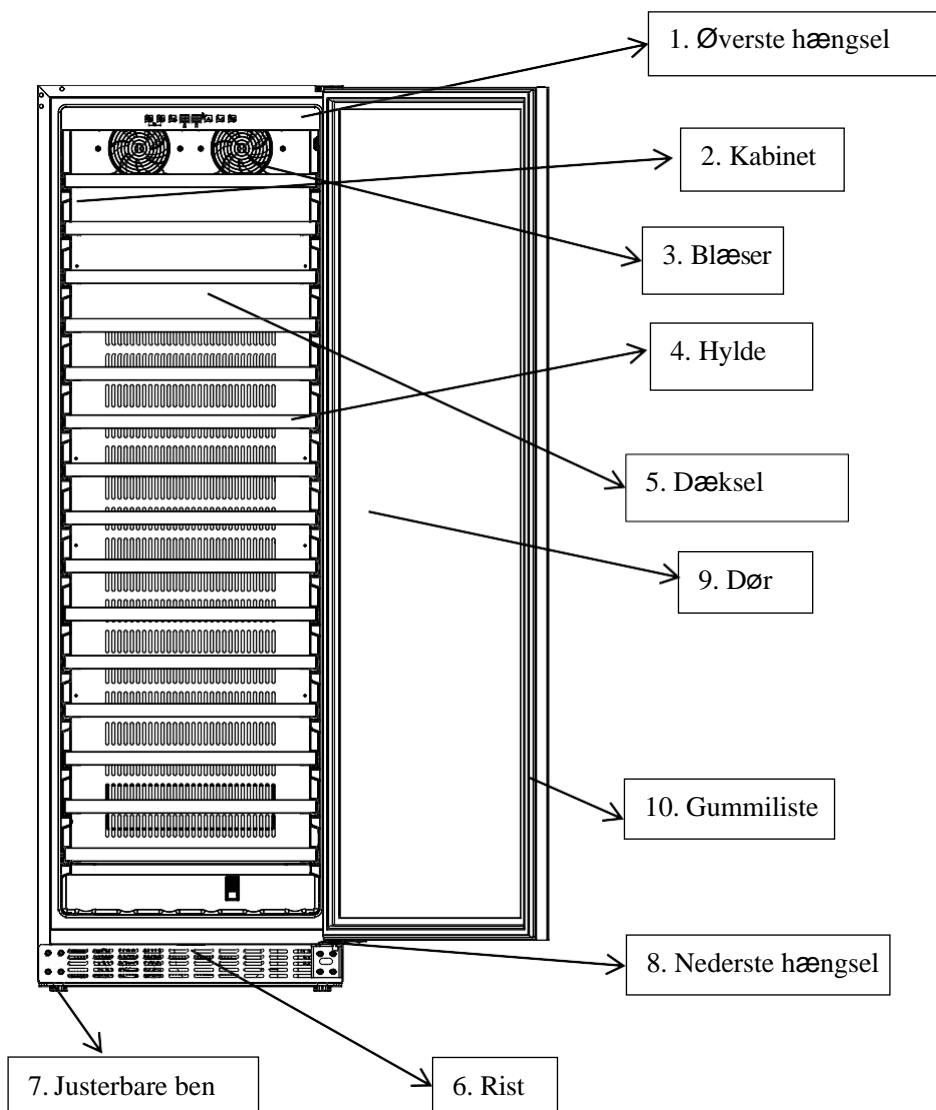 1. Øverste hængsel
2. Kabinet
3. Blæser
4. Hylde
5. Dæksel
9. Dør
10. Gummiliste
8. Nederste hængsel
7. Justerbare ben
6. Rist